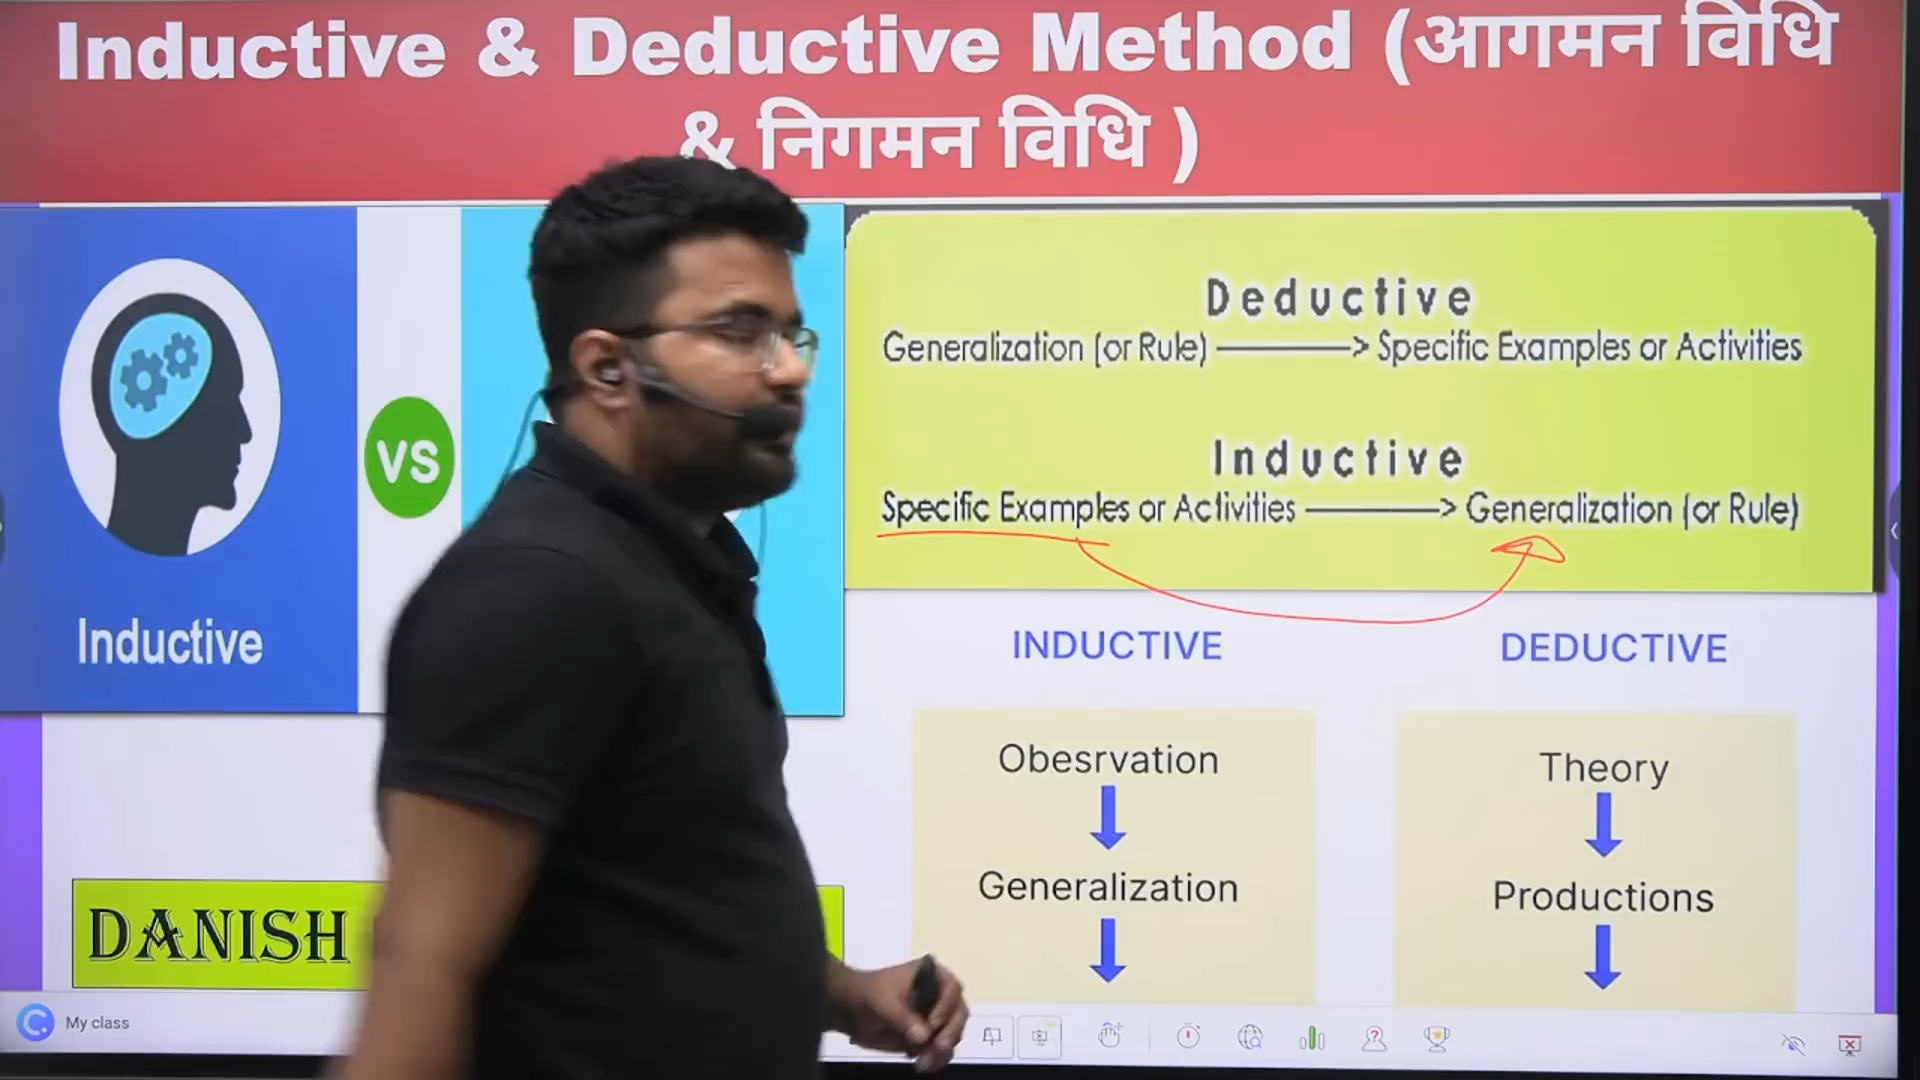 Inductive & Deductive Method (आगमन विधि
& निगमन विधि )
Inductive
VS
Deductive
Generalization (or Rule) > Specific Examples or Activities
Inductive
Specific Examples or Activities > Generalization (or Rule)
INDUCTIVE
Obesrvation
Generalization
DEDUCTIVE
Theory
Productions
DANISH
My class